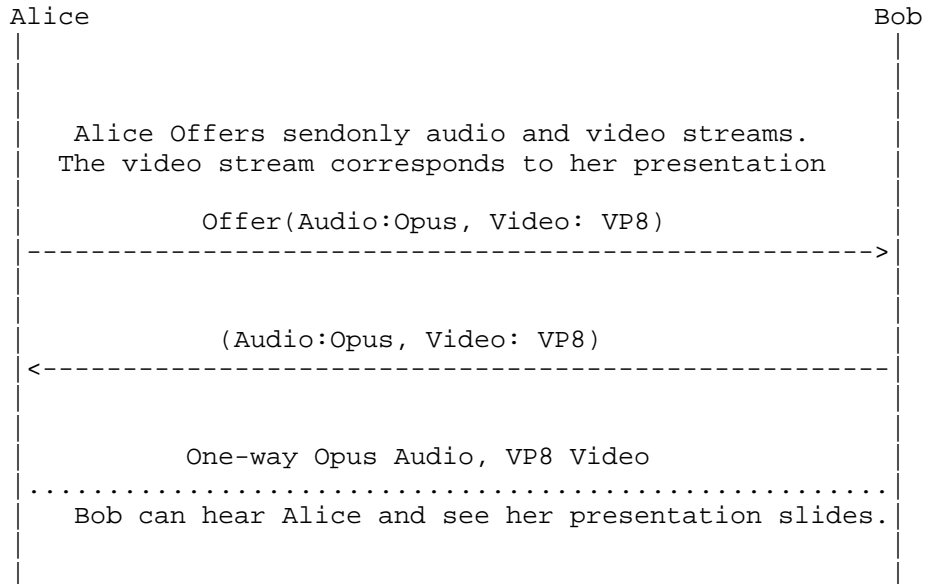 Alice                                                Bob
Alice Offers sendonly audio and video streams.
The video stream corresponds to her presentation
Offer(Audio:Opus, Video: VP8)
|----------------------------------------------------->|
(Audio:Opus, Video: VP8)
|<-----------------------------------------------------|
One-way Opus Audio, VP8 Video
|......................................................|
Bob can hear Alice and see her presentation slides.